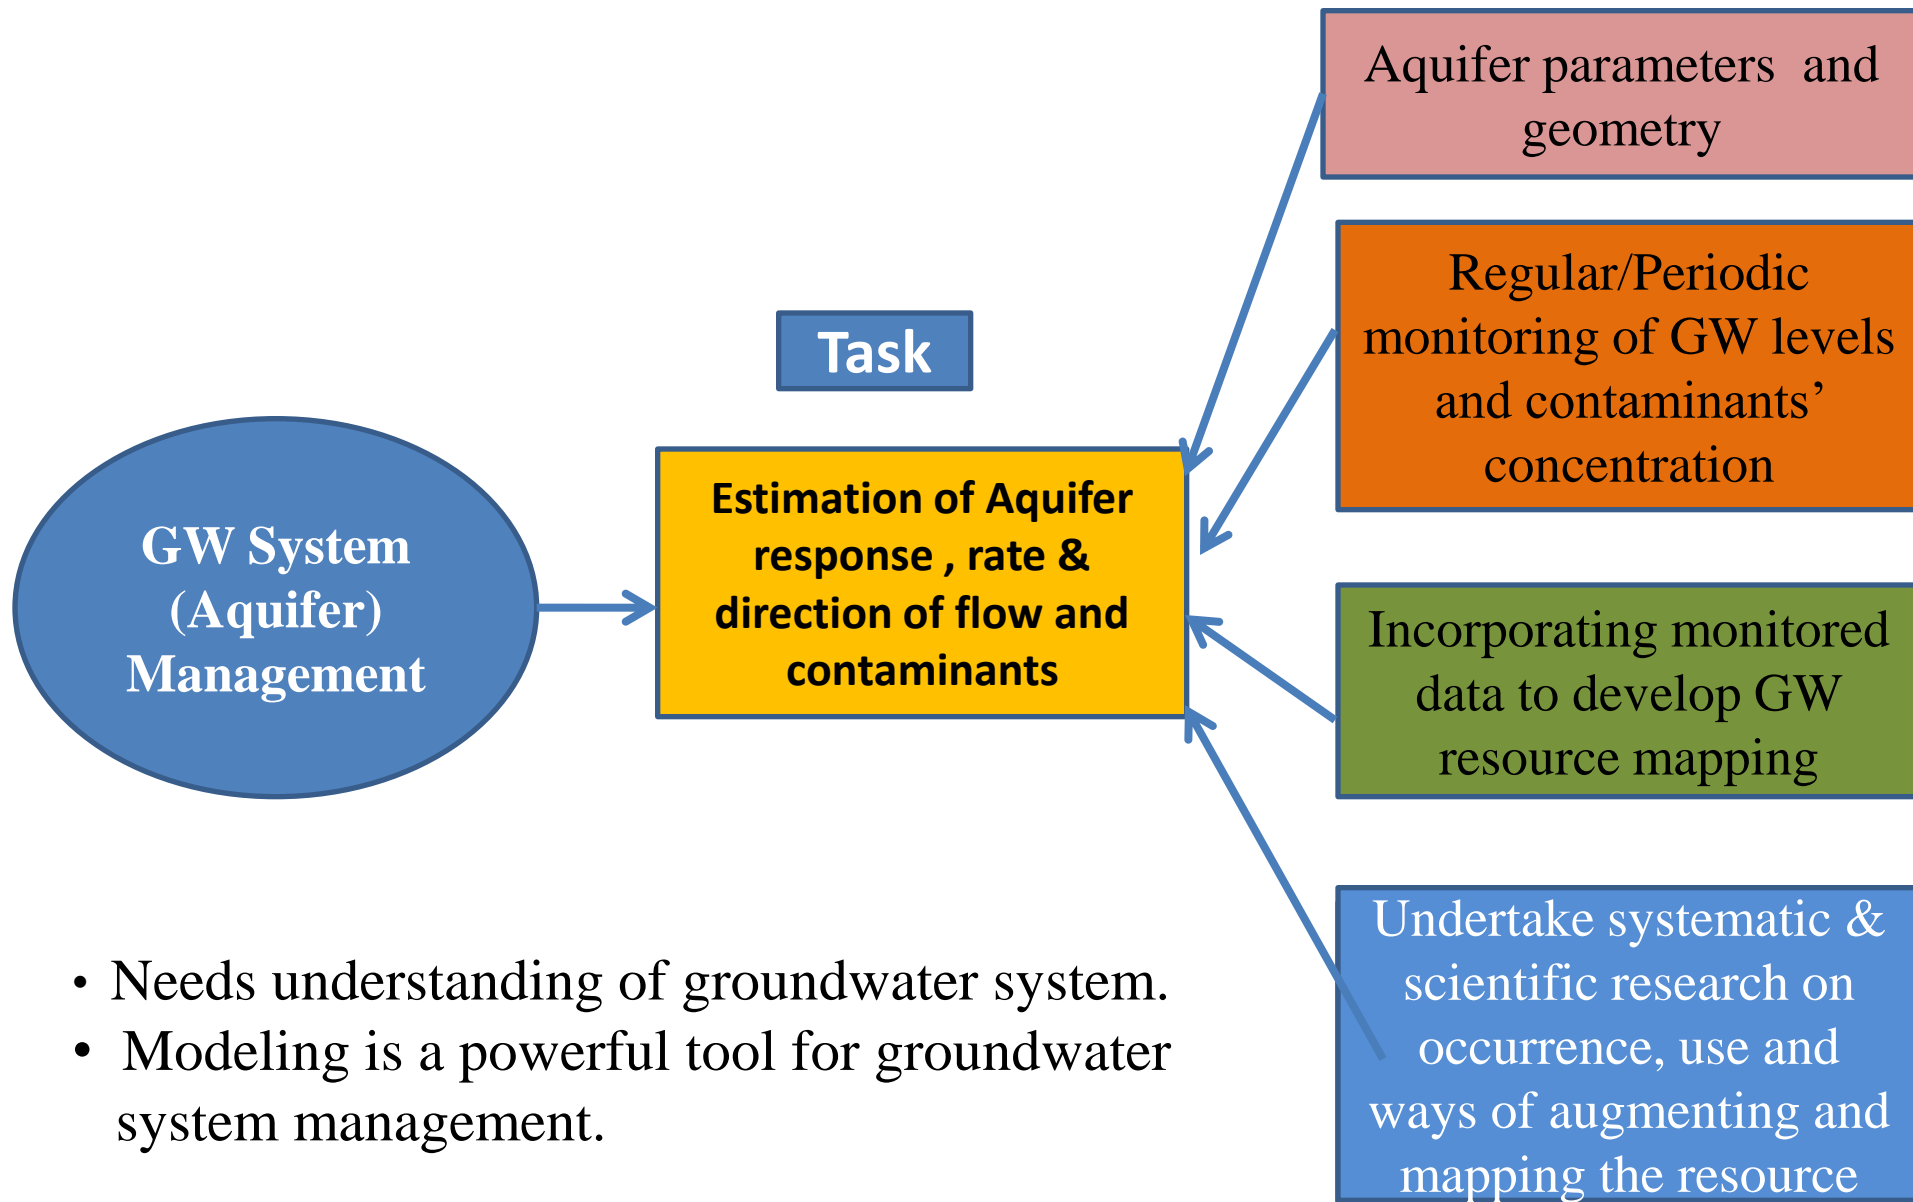 Aquifer parameters  and
geometry
Regular/Periodic
monitoring of GW levels
and contaminants’
concentration
Task
GW System
(Aquifer)
Management
Estimation of Aquifer
response , rate &
direction of flow and
contaminants
Incorporating monitored
data to develop GW
resource mapping
Undertake systematic &
scientific research on
occurrence, use and
ways of augmenting and
mapping the resource
• Needs understanding of groundwater system.
• Modeling is a powerful tool for groundwater
system management.